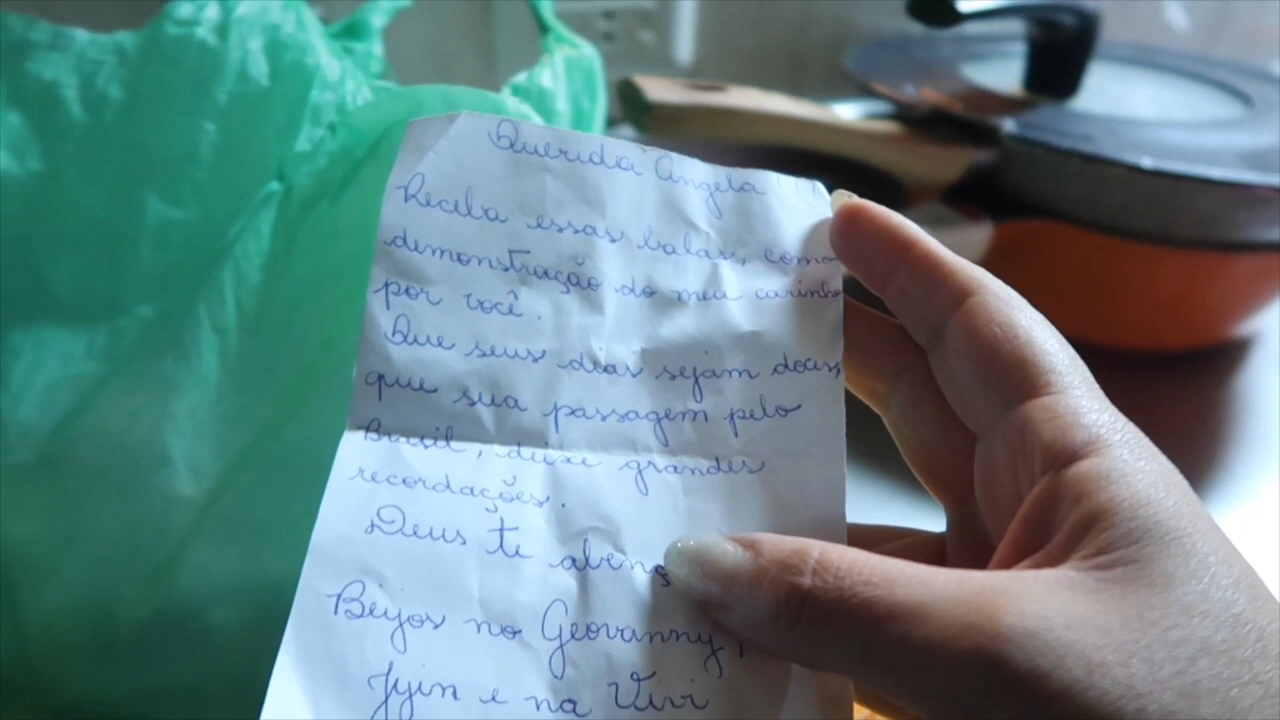 Querida Angela !!!
Receba essas balas, como
demonstração do meu carinho
por você.
Que seus dias sejam doces,
que sua passagem pelo
Brasil, deixe grandes
recordações.
Deus te abenç
Beijos no Geovanny,
Jyin e na Vivi